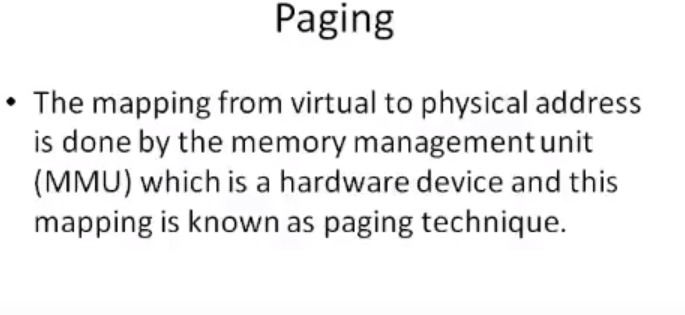 Paging
• The mapping from virtual to physical address
is done by the memory management unit
(MMU) which is a hardware device and this
mapping is known as paging technique.